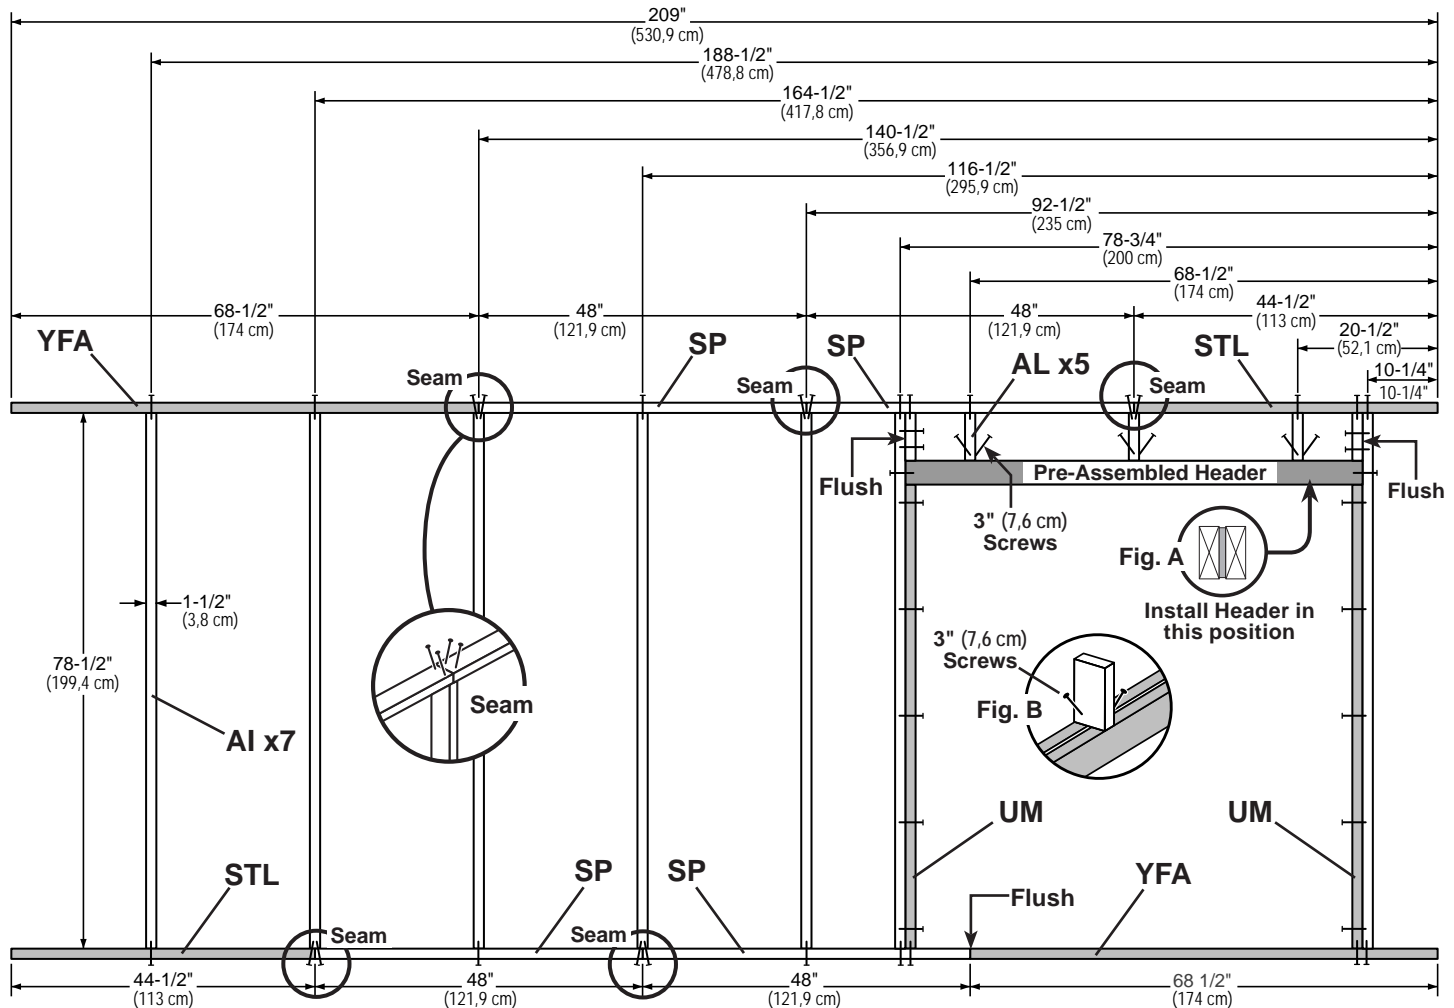 209"
(530,9 cm)
188-1/2"
(478,8 cm)
164-1/2"
(417,8 cm)
140-1/2"
(356,9 cm)
116-1/2"
(295,9 cm)
92-1/2"
(235 cm)
78-3/4"
(200 cm)
68-1/2"
(174 cm)
68-1/2"
(174 cm)
48"
(121,9 cm)
48"
(121,9 cm)
44-1/2"
(113 cm)
20-1/2"
(52,1 cm)
10-1/4"
10-1/4"
YFA
SP
SP
AL x5
STL
Seam
Seam
Seam
Flush
Pre-Assembled Header
Flush
3" (7,6 cm)
Screws
Fig. A
Install Header in
this position
1-1/2"
(3,8 cm)
78-1/2"
(199,4 cm)
3" (7,6 cm)
Screws
Fig. B
Seam
AI x7
UM
UM
STL
SP
SP
YFA
Flush
Seam
Seam
44-1/2"
(113 cm)
48"
(121,9 cm)
48"
(121,9 cm)
68 1/2"
(174 cm)